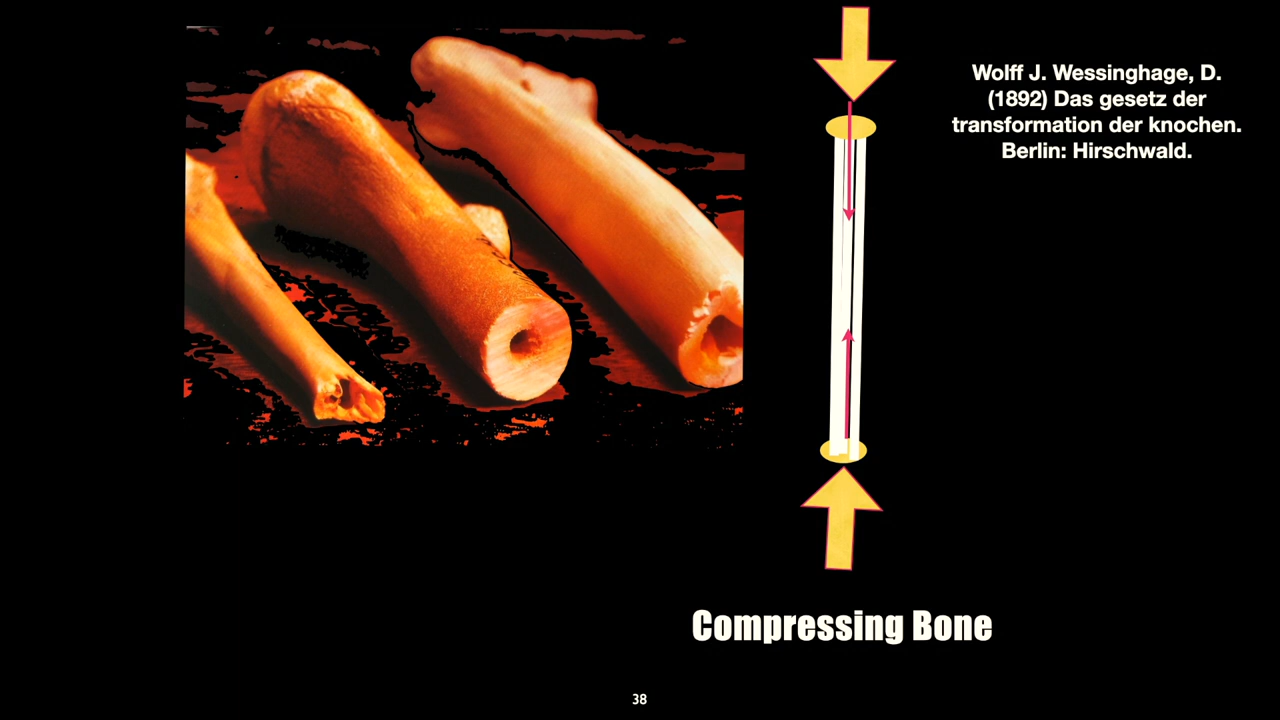 Wolff J. Wessinghage, D.
(1892) Das gesetz der
transformation der knochen.
Berlin: Hirschwald.
Compressing Bone
38